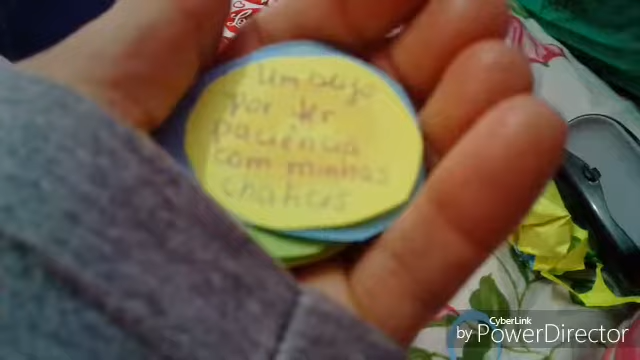 um beijo
por ter
paciência
com minhas
chatices
CyberLink
by PowerDirector